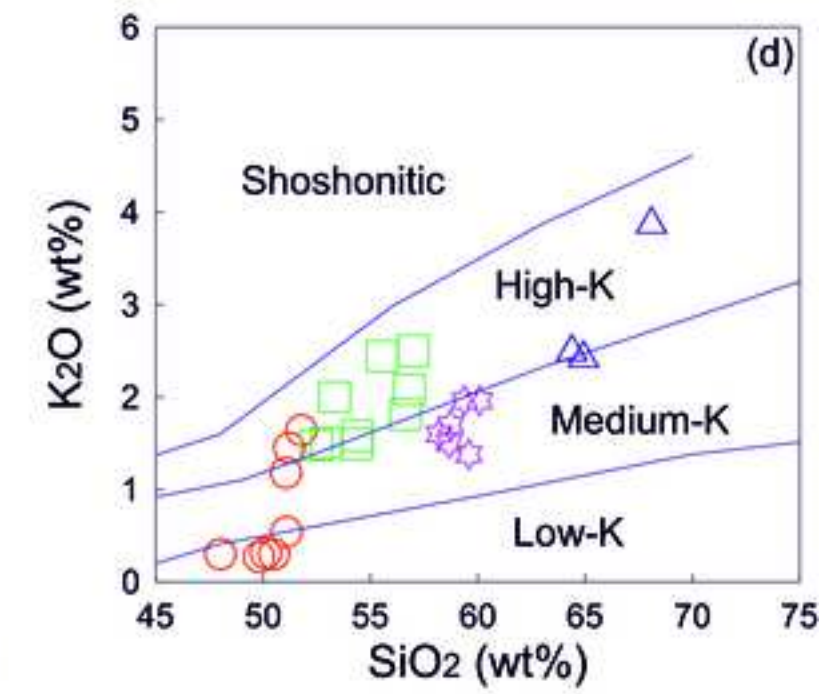 (d)
6
5
4
3
2
1
0
K2O (wt%)
Shoshonitic
High-K
Medium-K
Low-K
45 50 55 60 65 70 75
SiO2 (wt%)